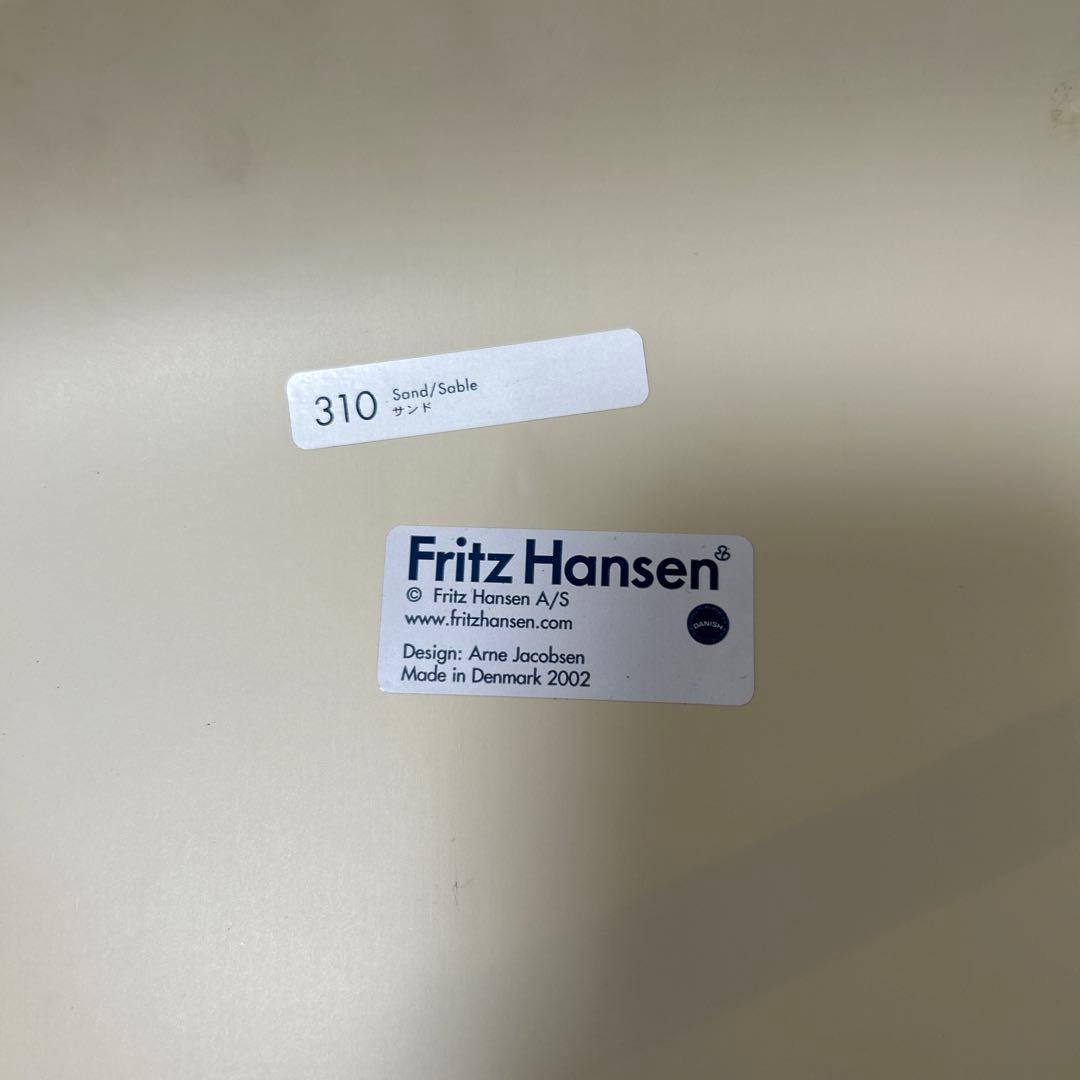 310 Sand/Sable
サンド
Fritz Hansen
© Fritz Hansen A/S
www.fritzhansen.com
DANISH
Design: Arne Jacobsen
Made in Denmark 2002